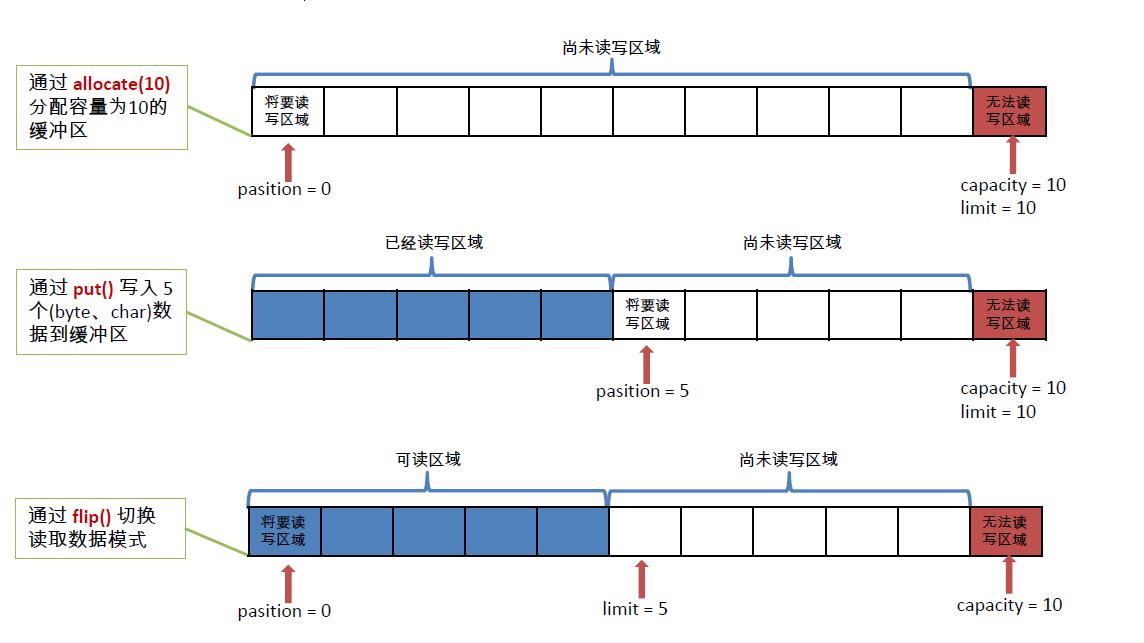 尚未读写区域
通过 allocate(10)
分配容量为10的
缓冲区
将要读
写区域
无法读
写区域
pasition = 0
capacity = 10
limit = 10
已经读写区域
尚未读写区域
通过 put() 写入 5
个(byte、char)数
据到缓冲区
将要读
写区域
无法读
写区域
pasition = 5
capacity = 10
limit = 10
可读区域
尚未读写区域
通过 flip() 切换
读取数据模式
将要读
写区域
无法读
写区域
pasition = 0
limit = 5
capacity = 10